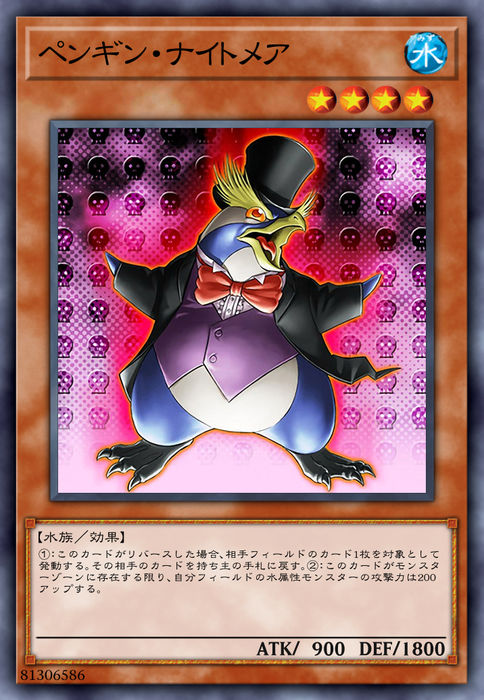 ペンギン・ナイトメア
みず
水
【水族／効果】
①:このカードがリバースした場合、相手フィールドのカード1枚を対象として
発動する。その相手のカードを持ち主の手札に戻す。②:このカードがモンスタ
ーゾーンに存在する限り、自分フィールドの水属性モンスターの攻撃力は200
アップする。
ATK/ 900 DEF/1800
81306586